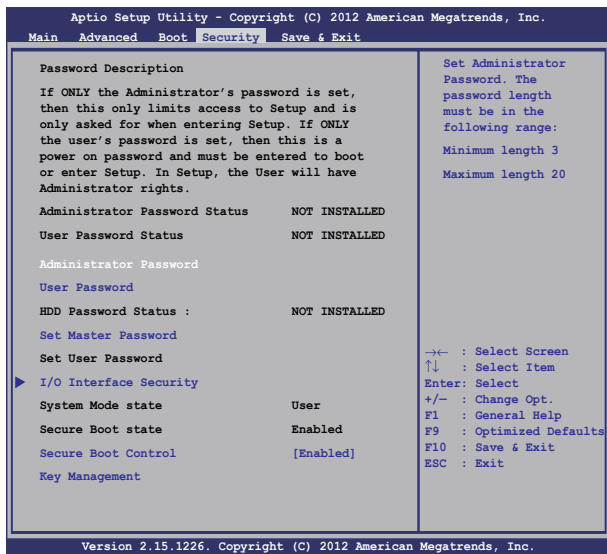 Aptio Setup Utility - Copyright (C) 2012 American Megatrends, Inc.
Main Advanced Boot Security Save & Exit
Password Description
If ONLY the Administrator's password is set,
then this only limits access to Setup and is
only asked for when entering Setup. If ONLY
the user's password is set, then this is a
power on password and must be entered to boot
or enter Setup. In Setup, the User will have
Administrator rights.
Administrator Password Status NOT INSTALLED
User Password Status NOT INSTALLED
Administrator Password
User Password
HDD Password Status : NOT INSTALLED
Set Master Password
Set User Password
I/O Interface Security
System Mode state User
Secure Boot state Enabled
Secure Boot Control [Enabled]
Key Management
Set Administrator
Password. The
password length
must be in the
following range:
Minimum length 3
Maximum length 20
→← : Select Screen
↑↓ : Select Item
Enter: Select
+/— : Change Opt.
F1 : General Help
F9 : Optimized Defaults
F10 : Save & Exit
ESC : Exit
Version 2.15.1226. Copyright (C) 2012 American Megatrends, Inc.